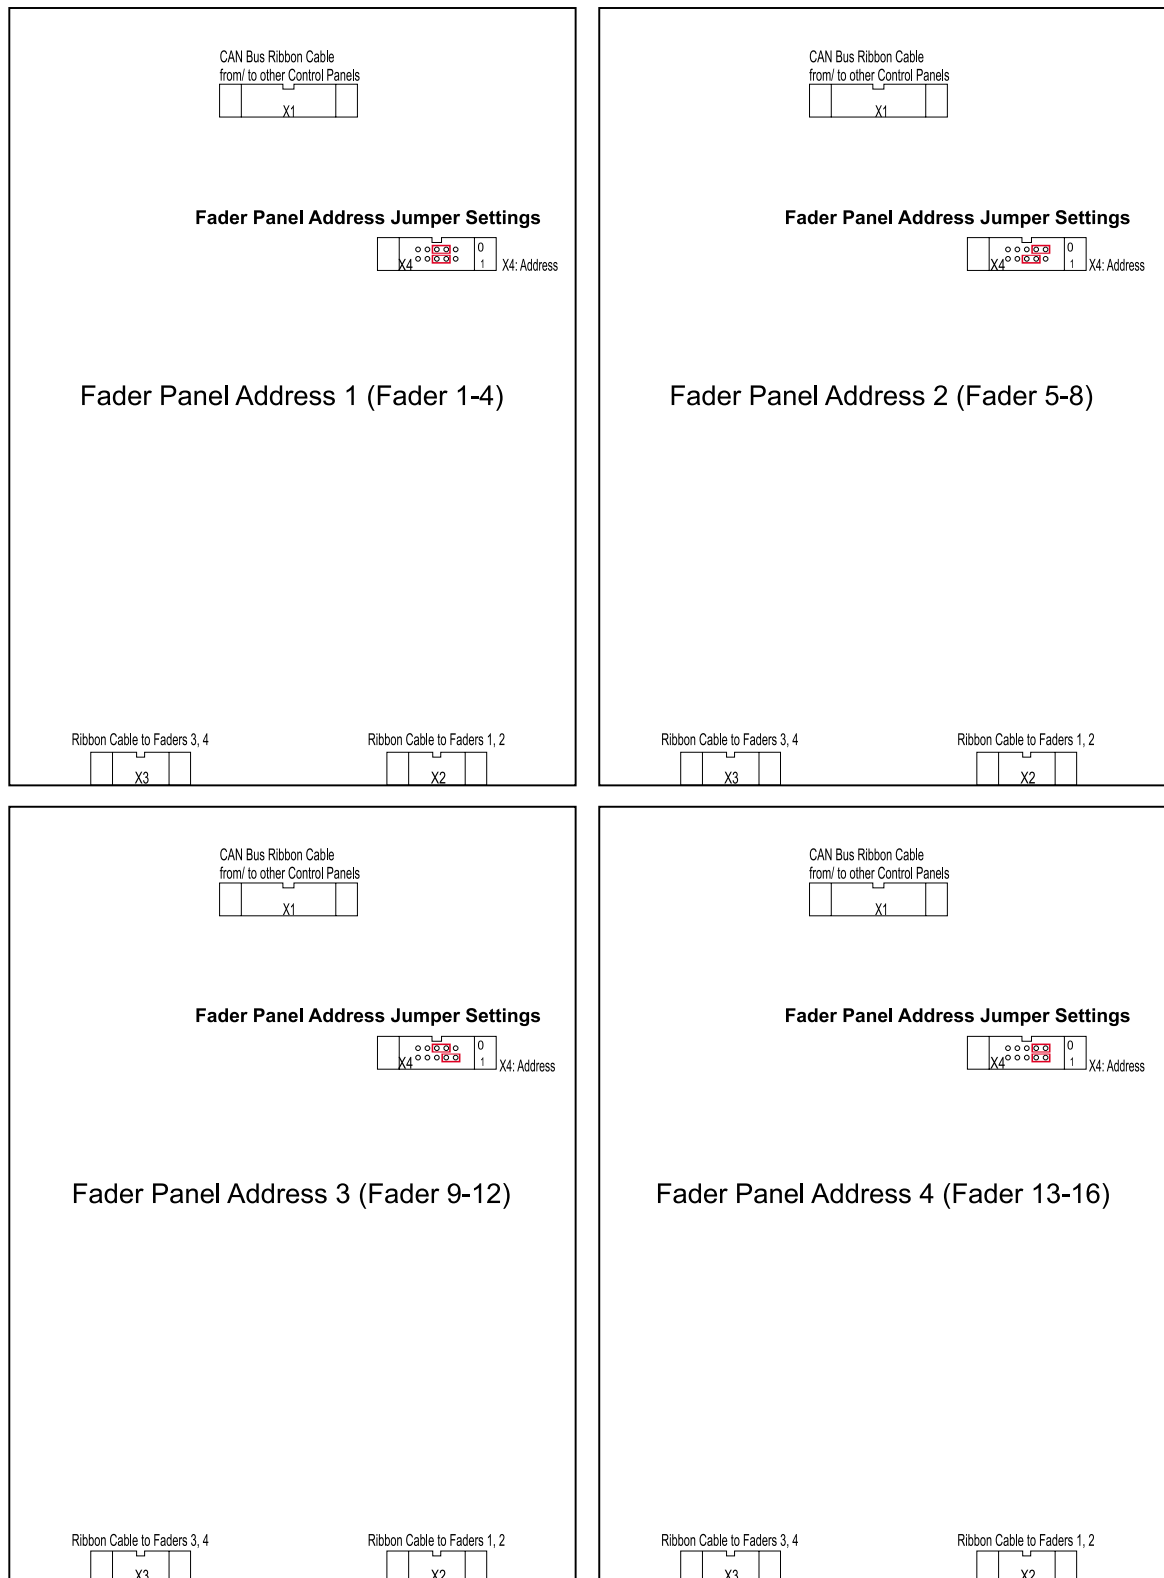 CAN Bus Ribbon Cable
from/ to other Control Panels
X1
Fader Panel Address Jumper Settings
X4
0
1
X4: Address
Fader Panel Address 1 (Fader 1-4)
Ribbon Cable to Faders 3, 4
X3
Ribbon Cable to Faders 1, 2
X2
CAN Bus Ribbon Cable
from/ to other Control Panels
X1
Fader Panel Address Jumper Settings
X4
0
1
X4: Address
Fader Panel Address 2 (Fader 5-8)
Ribbon Cable to Faders 3, 4
X3
Ribbon Cable to Faders 1, 2
X2
CAN Bus Ribbon Cable
from/ to other Control Panels
X1
Fader Panel Address Jumper Settings
X4
0
1
X4: Address
Fader Panel Address 3 (Fader 9-12)
Ribbon Cable to Faders 3, 4
X3
Ribbon Cable to Faders 1, 2
X2
CAN Bus Ribbon Cable
from/ to other Control Panels
X1
Fader Panel Address Jumper Settings
X4
0
1
X4: Address
Fader Panel Address 4 (Fader 13-16)
Ribbon Cable to Faders 3, 4
X3
Ribbon Cable to Faders 1, 2
X2